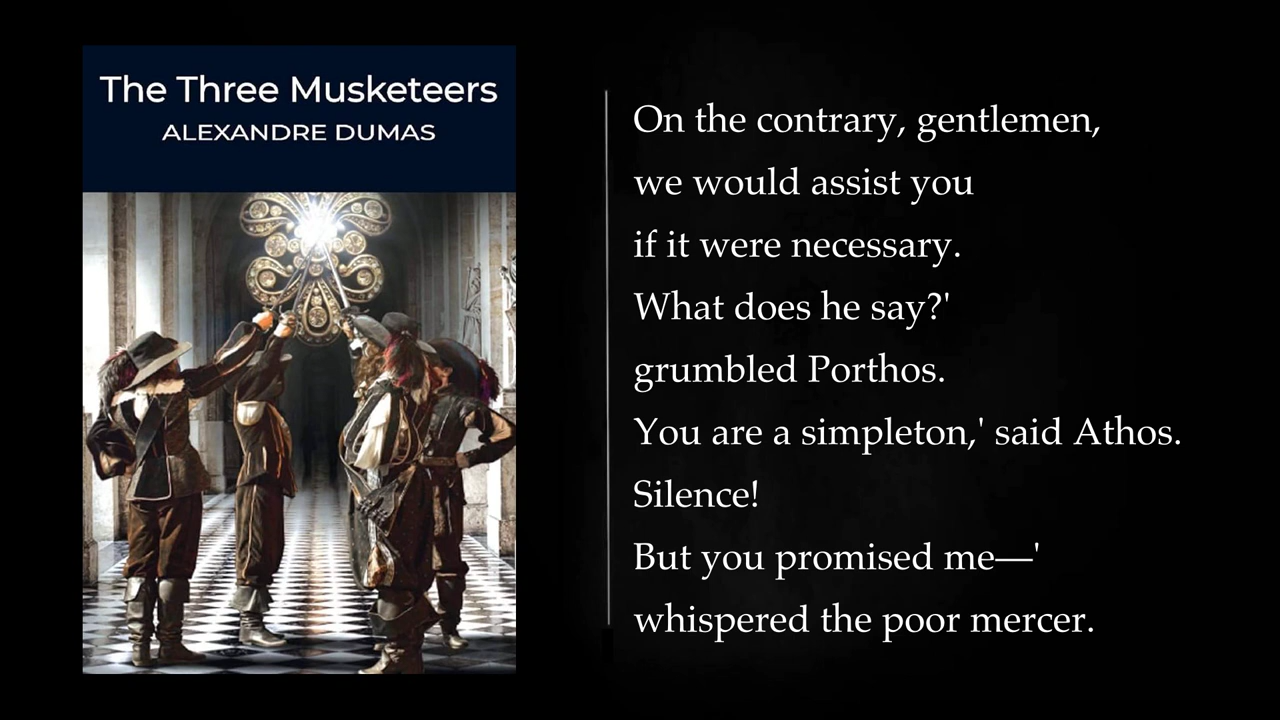 The Three Musketeers
ALEXANDRE DUMAS
On the contrary, gentlemen,
we would assist you
if it were necessary.
What does he say?'
grumbled Porthos.
You are a simpleton,' said Athos.
Silence!
But you promised me—'
whispered the poor mercer.